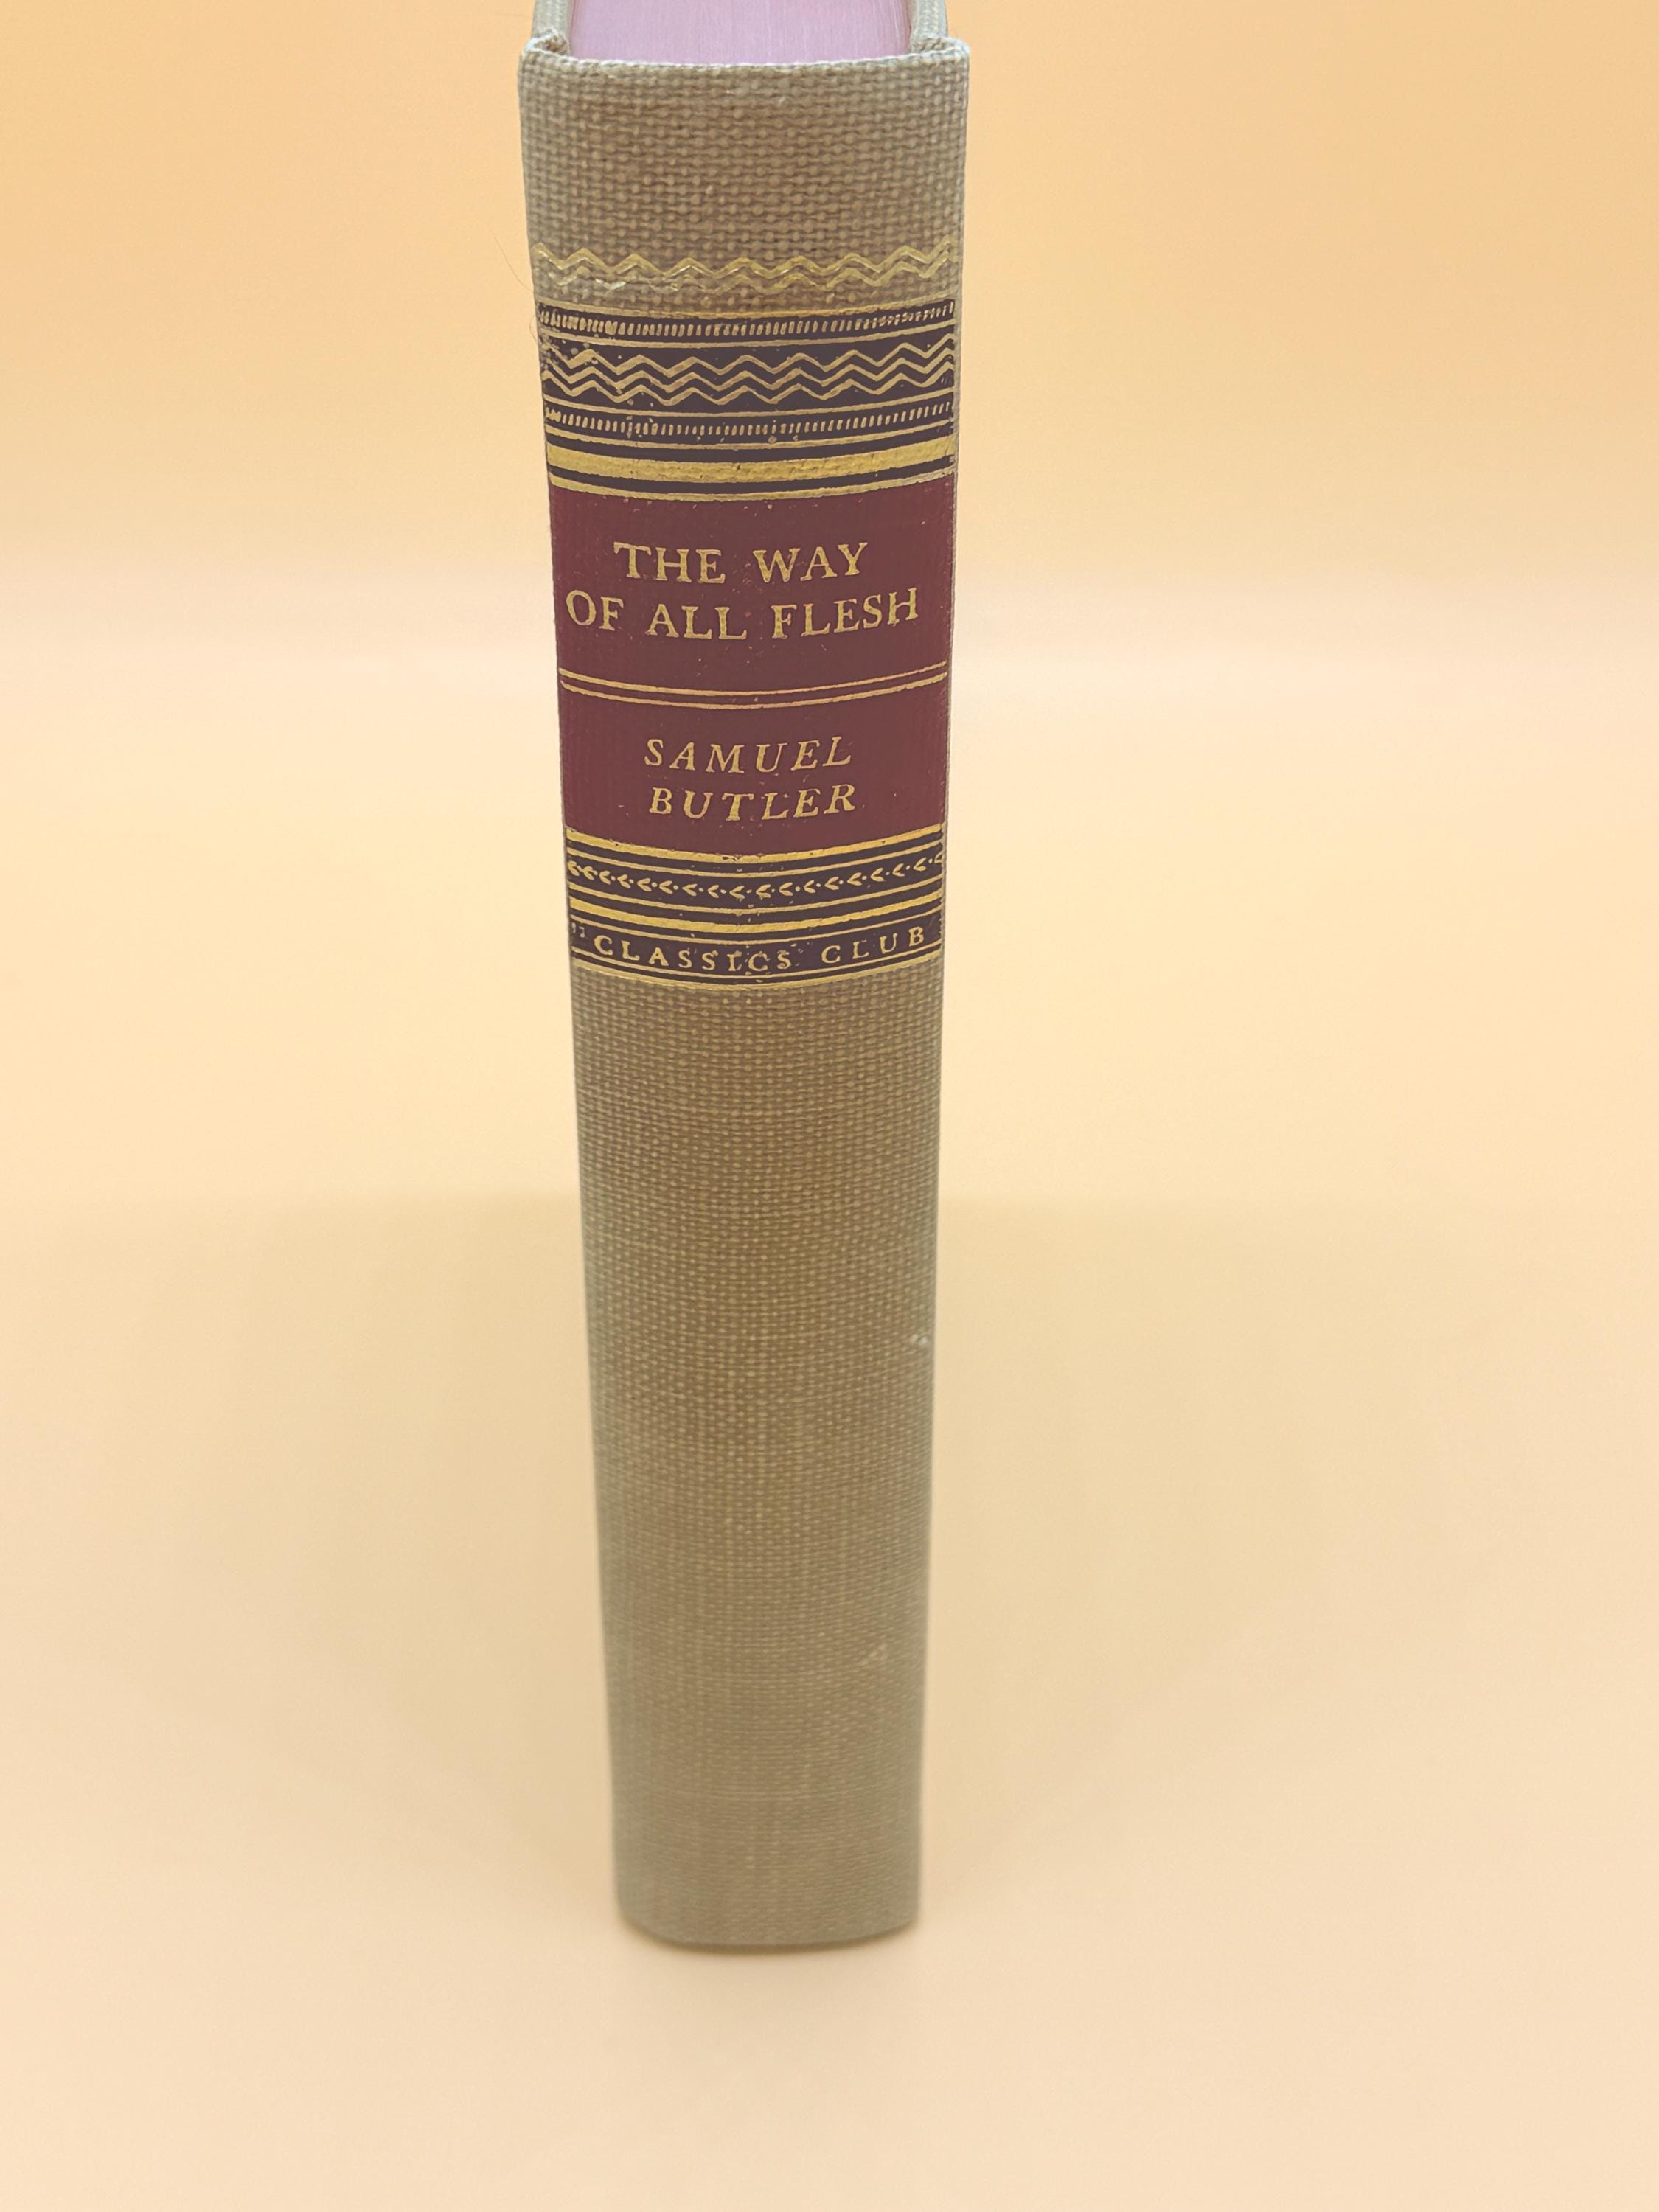 THE WAY
OF ALL FLESH
SAMUEL
BUTLER
CLASSICS CLUB